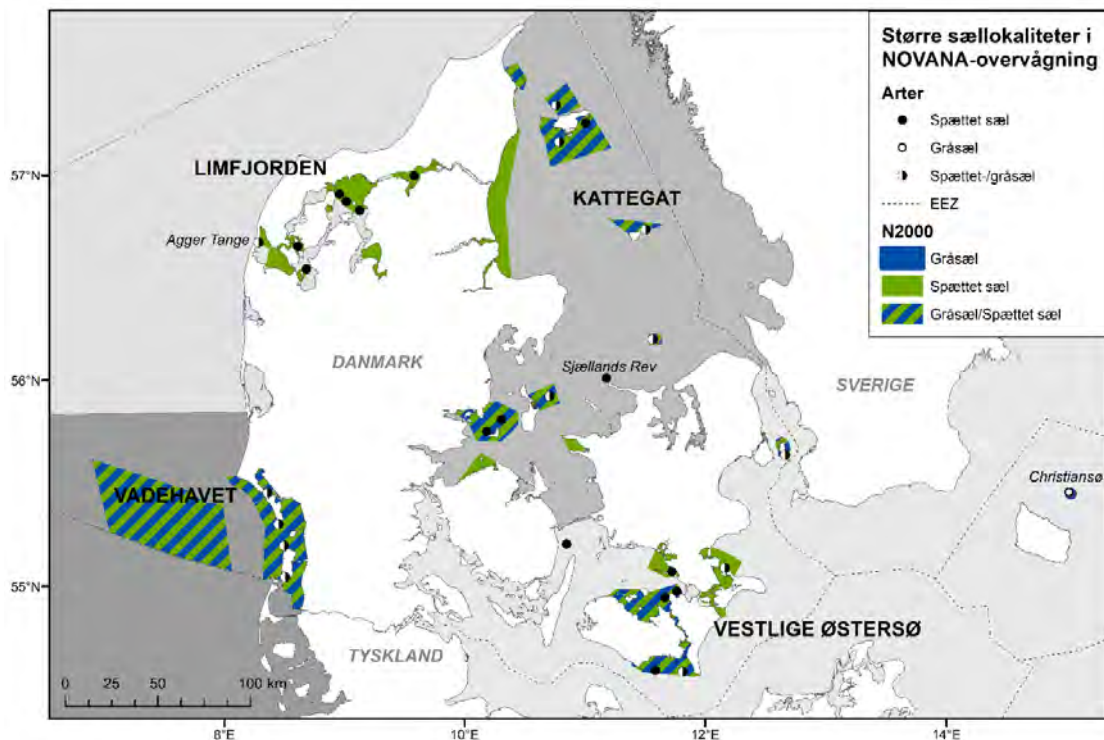 Større sællokaliteter i
NOVANA-overvågning
Arter
Spættet sæl
Gråsæl
Spættet-/gråsæl
EEZ
N2000
Gråsæl
Spættet sæl
Gråsæl/Spættet sæl
57°N
LIMFJORDEN
KATTEGAT
Agger Tange
56°N
DANMARK
Sjællands Rev
SVERIGE
VADEHAVET
Christiansø
55°N
VESTLIGE ØSTERSØ
TYSKLAND
0 25 50 100 km
8°E 10°E 12°E 14°E